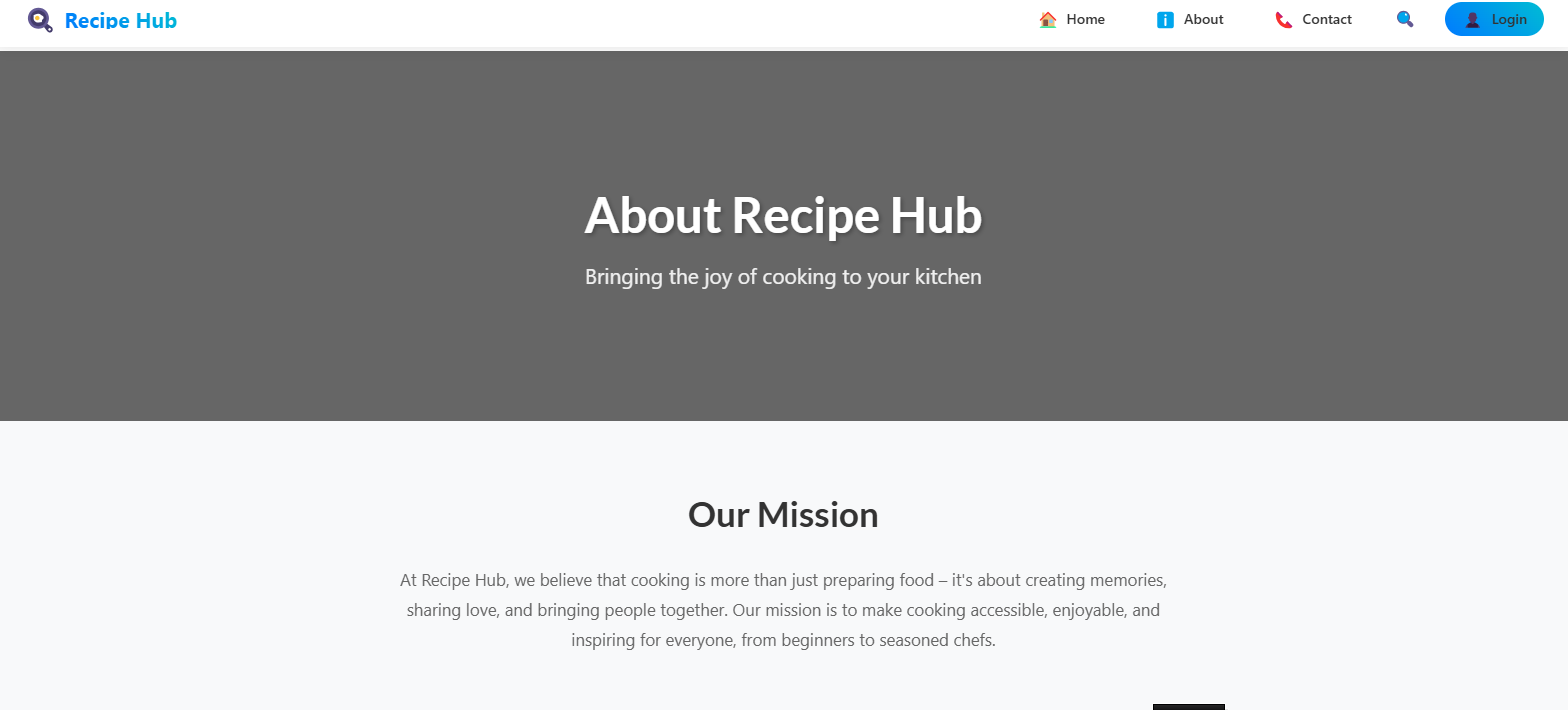 Recipe Hub
Home
About
Contact
Login
About Recipe Hub
Bringing the joy of cooking to your kitchen
Our Mission
At Recipe Hub, we believe that cooking is more than just preparing food – it's about creating memories,
sharing love, and bringing people together. Our mission is to make cooking accessible, enjoyable, and
inspiring for everyone, from beginners to seasoned chefs.